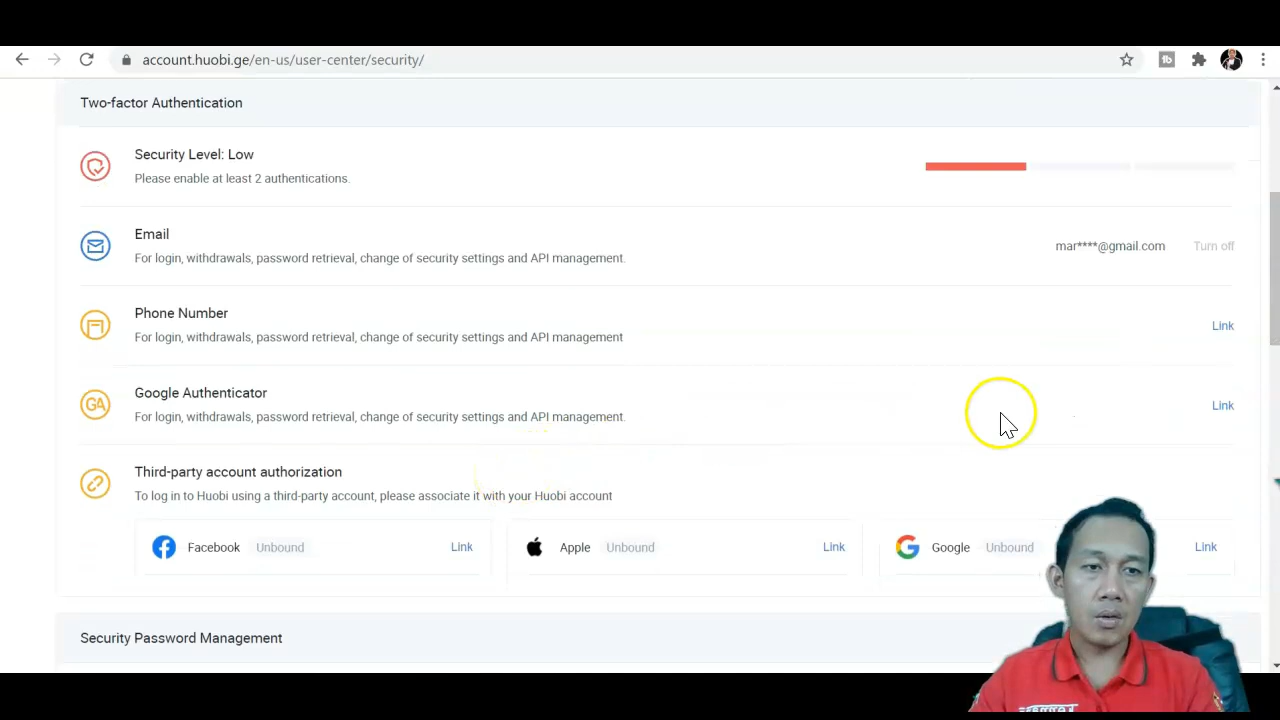 account.huobi.ge/en-us/user-center/security/
Two-factor Authentication
Security Level: Low
Please enable at least 2 authentications.
Email
For login, withdrawals, password retrieval, change of security settings and API management.
mar****@gmail.com Turn off
Phone Number
For login, withdrawals, password retrieval, change of security settings and API management
Link
Google Authenticator
For login, withdrawals, password retrieval, change of security settings and API management.
Link
GA
Third-party account authorization
To log in to Huobi using a third-party account, please associate it with your Huobi account
Facebook Unbound Link
Apple Unbound Link
Google Unbound Link
Security Password Management